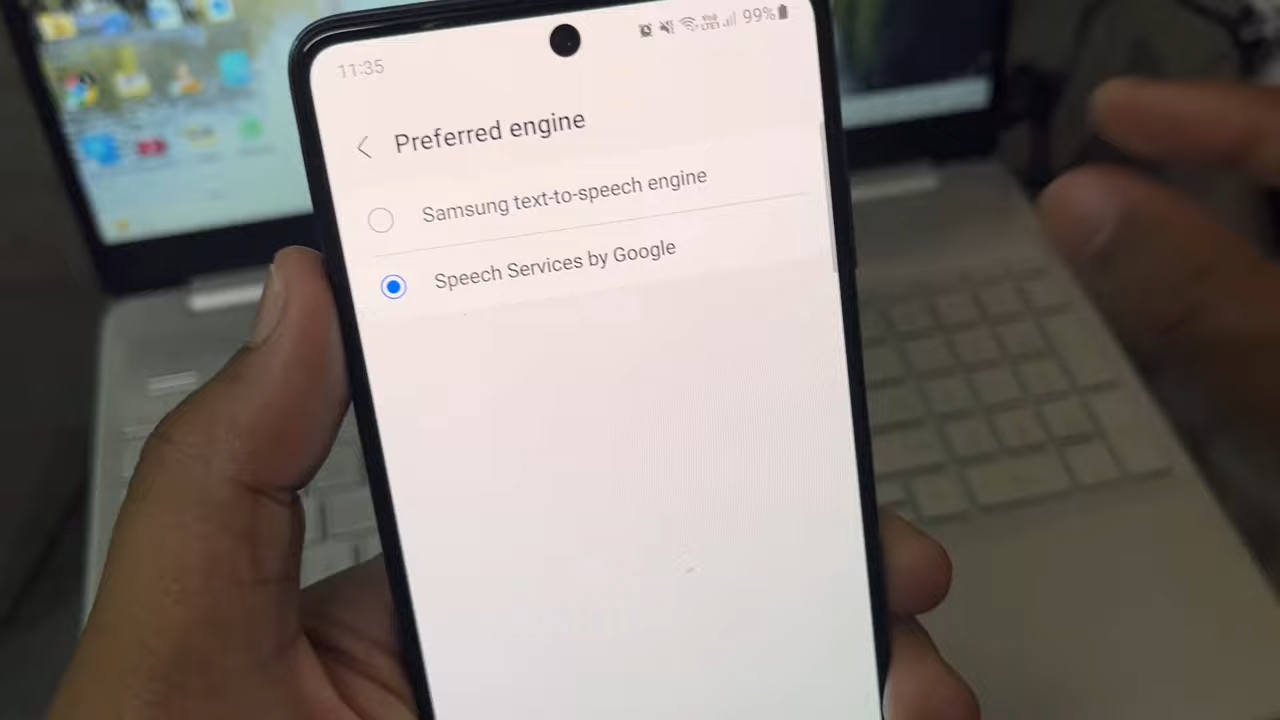 11:35
99%
Preferred engine
Samsung text-to-speech engine
Speech Services by Google